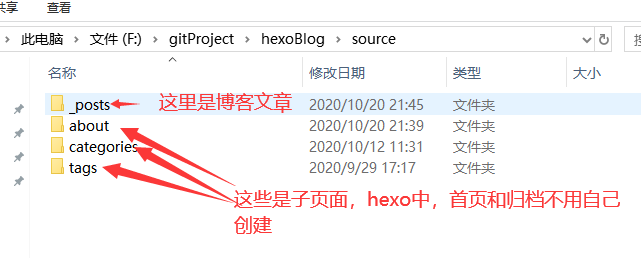 共享 查看
此电脑 > 文件 (F:) > gitProject > hexoBlog > source
名称 修改日期 类型 大小
_posts 这里是博客文章 2020/10/20 21:45 文件夹
about 2020/10/20 21:39 文件夹
categories 2020/10/12 11:31 文件夹
tags 2020/9/29 17:17 文件夹
这些是子页面，hexo中，首页和归档不用自己
创建